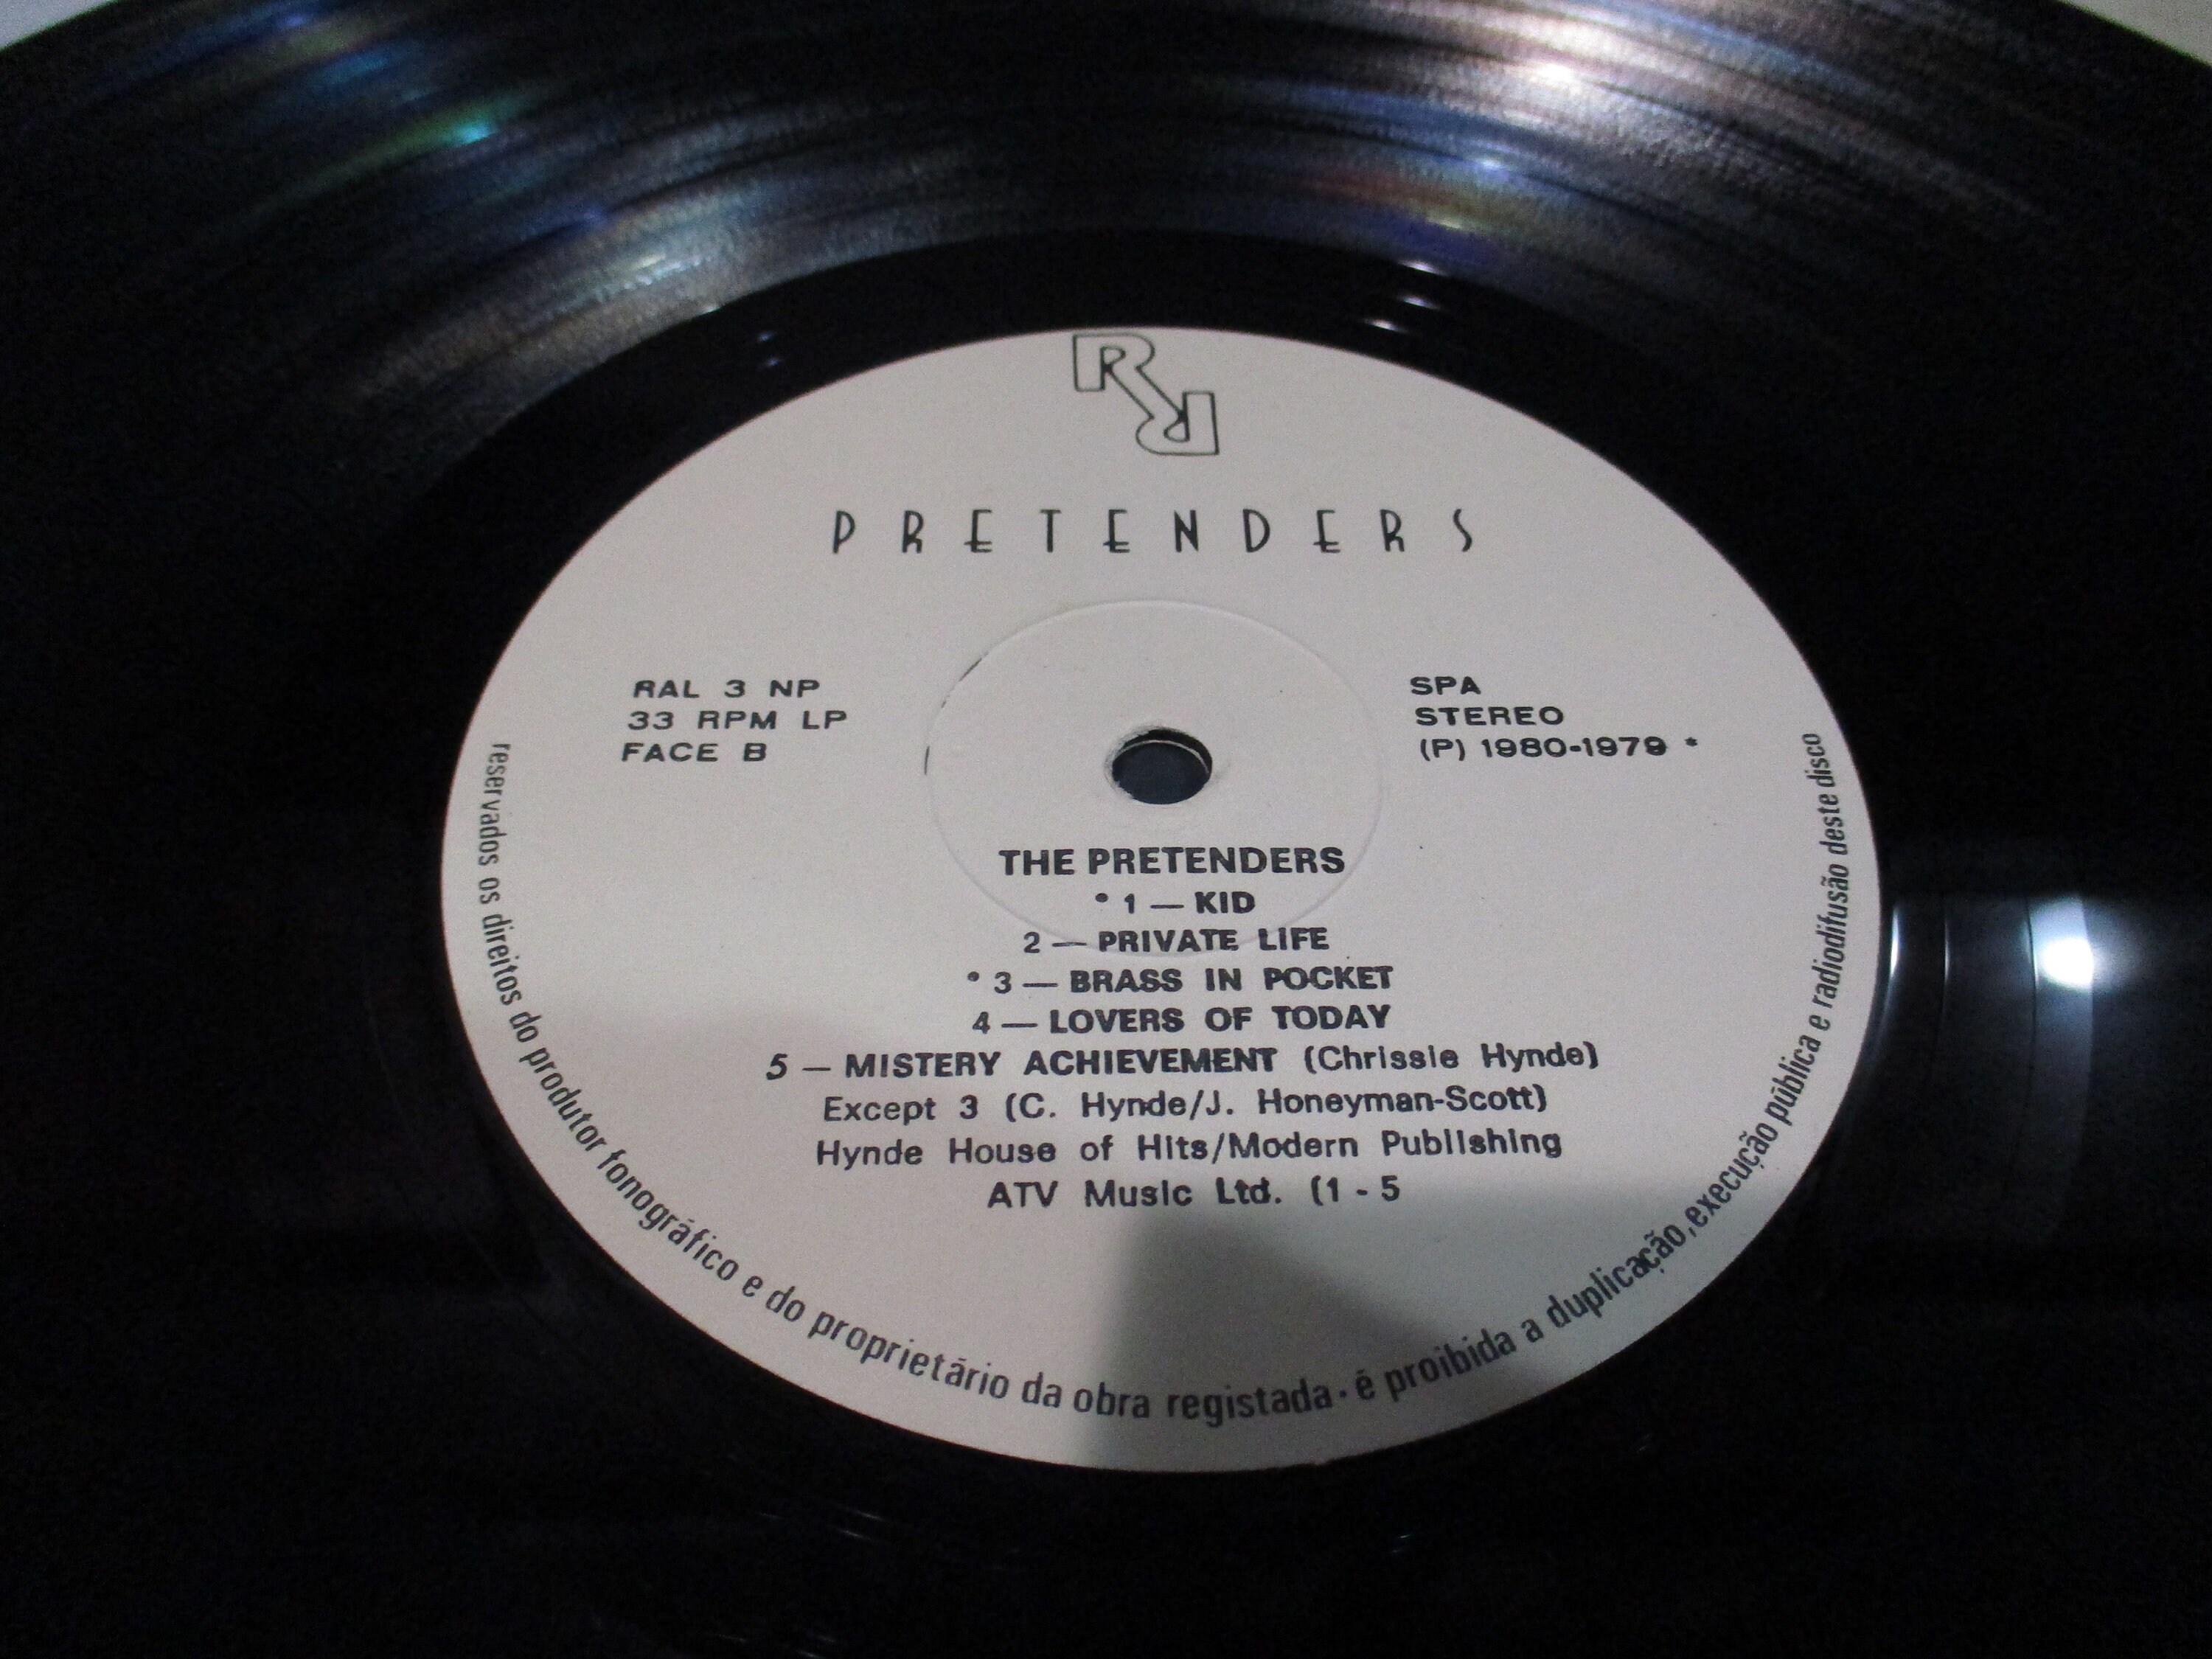 RR
PRETENDERS
RAL 3 NP
33 RPM LP
FACE B
SPA
STEREO
(P) 1980-1979 *
THE PRETENDERS
* 1 — KID
2 — PRIVATE LIFE
* 3 — BRASS IN POCKET
4 — LOVERS OF TODAY
5 — MISTERY ACHIEVEMENT (Chrissie Hynde)
Except 3 (C. Hynde/J. Honeyman-Scott)
Hynde House of Hits/Modern Publishing
ATV Music Ltd. (1 - 5
reservados os direitos do produtor fonográfico e do proprietário da obra registada · é proibida a duplicação, execução pública e radiodifusão deste disco